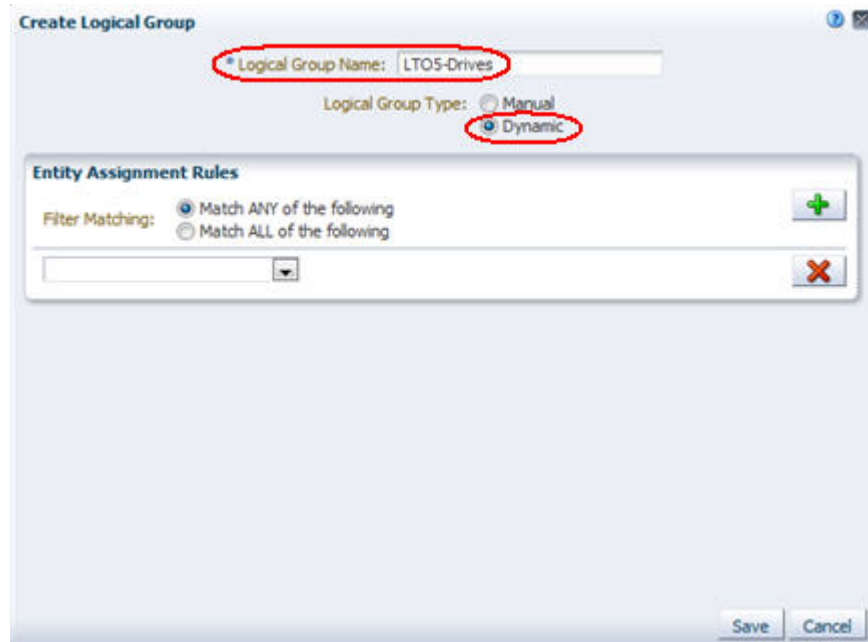 Create Logical Group
* Logical Group Name: LTO5-Drives
Logical Group Type: Manual
Dynamic
Entity Assignment Rules
Filter Matching: Match ANY of the following
Match ALL of the following
Save Cancel